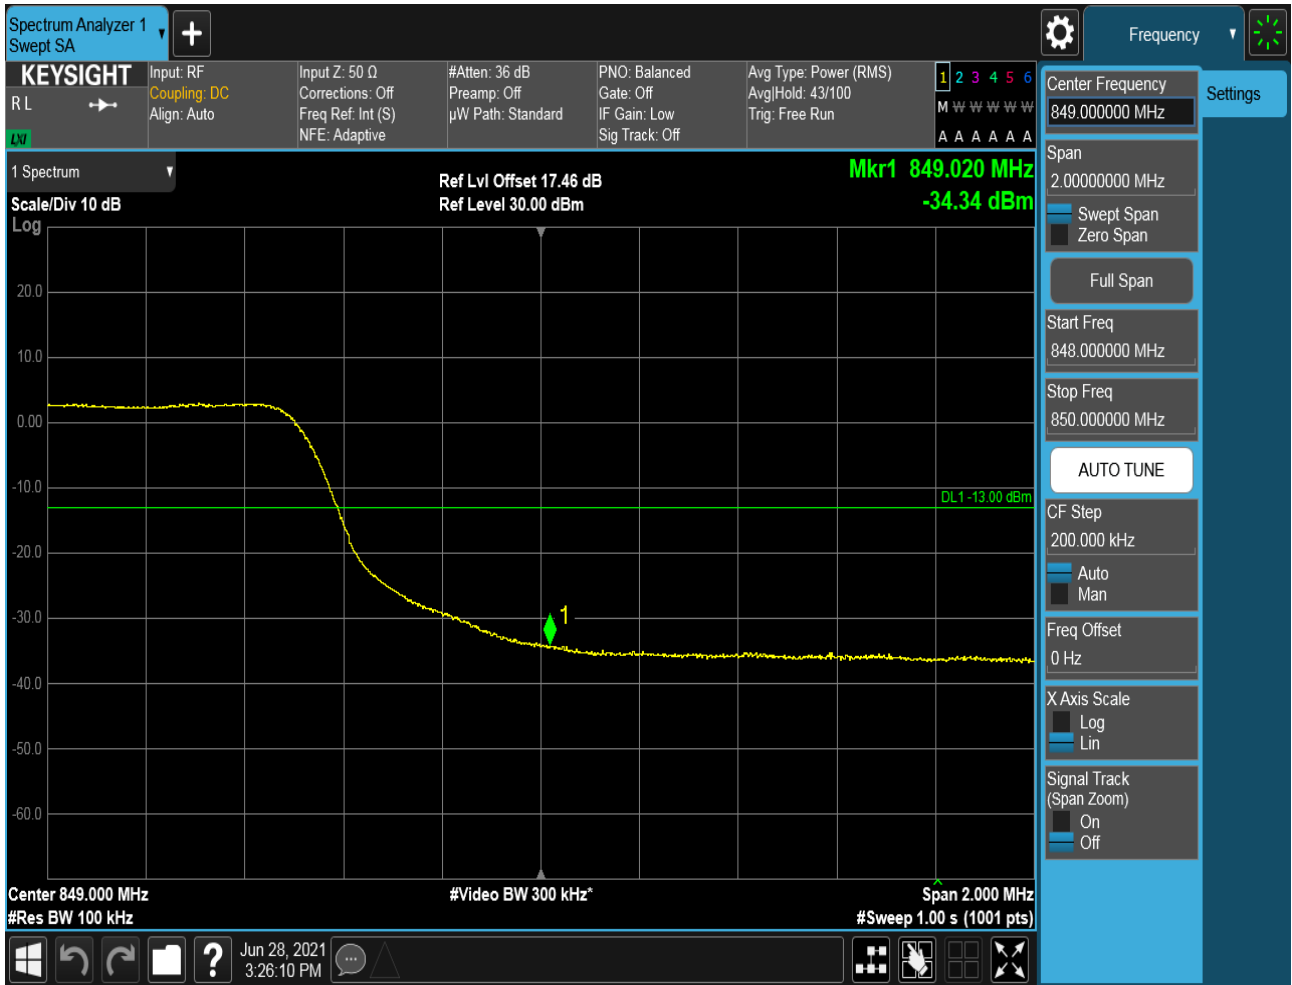 Spectrum Analyzer 1
Swept SA
Frequency
KEYSIGHT
R L
LXI
Input: RF
Coupling: DC
Align: Auto
Input Z: 50 Ω
Corrections: Off
Freq Ref: Int (S)
NFE: Adaptive
#Atten: 36 dB
Preamp: Off
µW Path: Standard
PNO: Balanced
Gate: Off
IF Gain: Low
Sig Track: Off
Avg Type: Power (RMS)
Avg|Hold: 43/100
Trig: Free Run
1 2 3 4 5 6
M W W W W W
A A A A A A
1 Spectrum
Scale/Div 10 dB
Log
Ref Lvl Offset 17.46 dB
Ref Level 30.00 dBm
Mkr1 849.020 MHz
-34.34 dBm
20.0
10.0
0.00
-10.0
-20.0
-30.0
-40.0
-50.0
-60.0
DL1 -13.00 dBm
1
Center 849.000 MHz
#Res BW 100 kHz
#Video BW 300 kHz*
Span 2.000 MHz
#Sweep 1.00 s (1001 pts)
?
Jun 28, 2021
3:26:10 PM
Center Frequency
849.000000 MHz
Settings
Span
2.00000000 MHz
Swept Span
Zero Span
Full Span
Start Freq
848.000000 MHz
Stop Freq
850.000000 MHz
AUTO TUNE
CF Step
200.000 kHz
Auto
Man
Freq Offset
0 Hz
X Axis Scale
Log
Lin
Signal Track
(Span Zoom)
On
Off